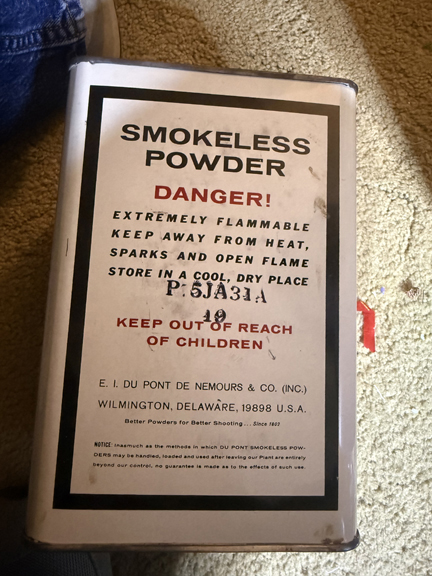 SMOKELESS
POWDER
DANGER!
EXTREMELY FLAMMABLE
KEEP AWAY FROM HEAT,
SPARKS AND OPEN FLAME
STORE IN A COOL, DRY PLACE
P.5JA31A
19
KEEP OUT OF REACH
OF CHILDREN
E. I. DU PONT DE NEMOURS & CO. (INC.)
WILMINGTON, DELAWARE, 19898 U.S.A.
Better Powders for Better Shooting... Since 1802
NOTICE: Inasmuch as the methods in which DU PONT SMOKELESS POW-
DERS may be handled, loaded and used after leaving our Plant are entirely
beyond our control, no guarantee is made as to the effects of such use.